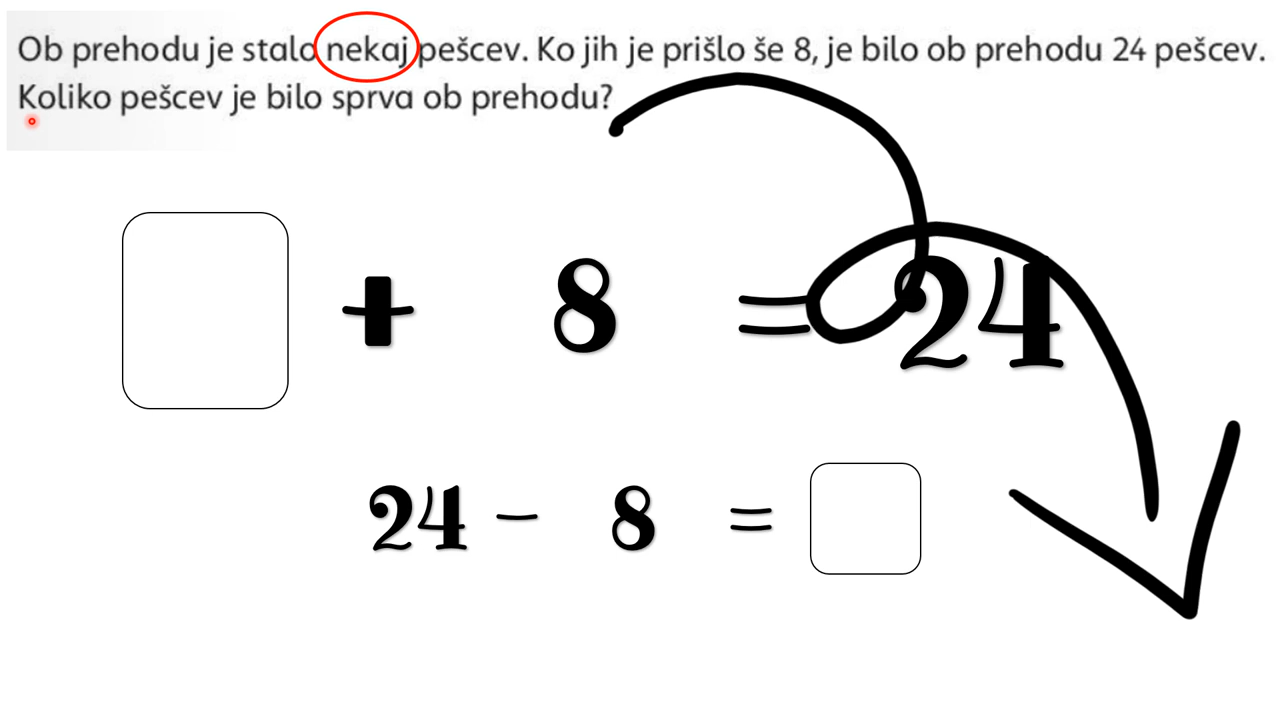 Ob prehodu je stalo nekaj pešcev. Ko jih je prišlo še 8, je bilo ob prehodu 24 pešcev.
Koliko pešcev je bilo sprva ob prehodu?
+ 8 = 24
24 - 8 =